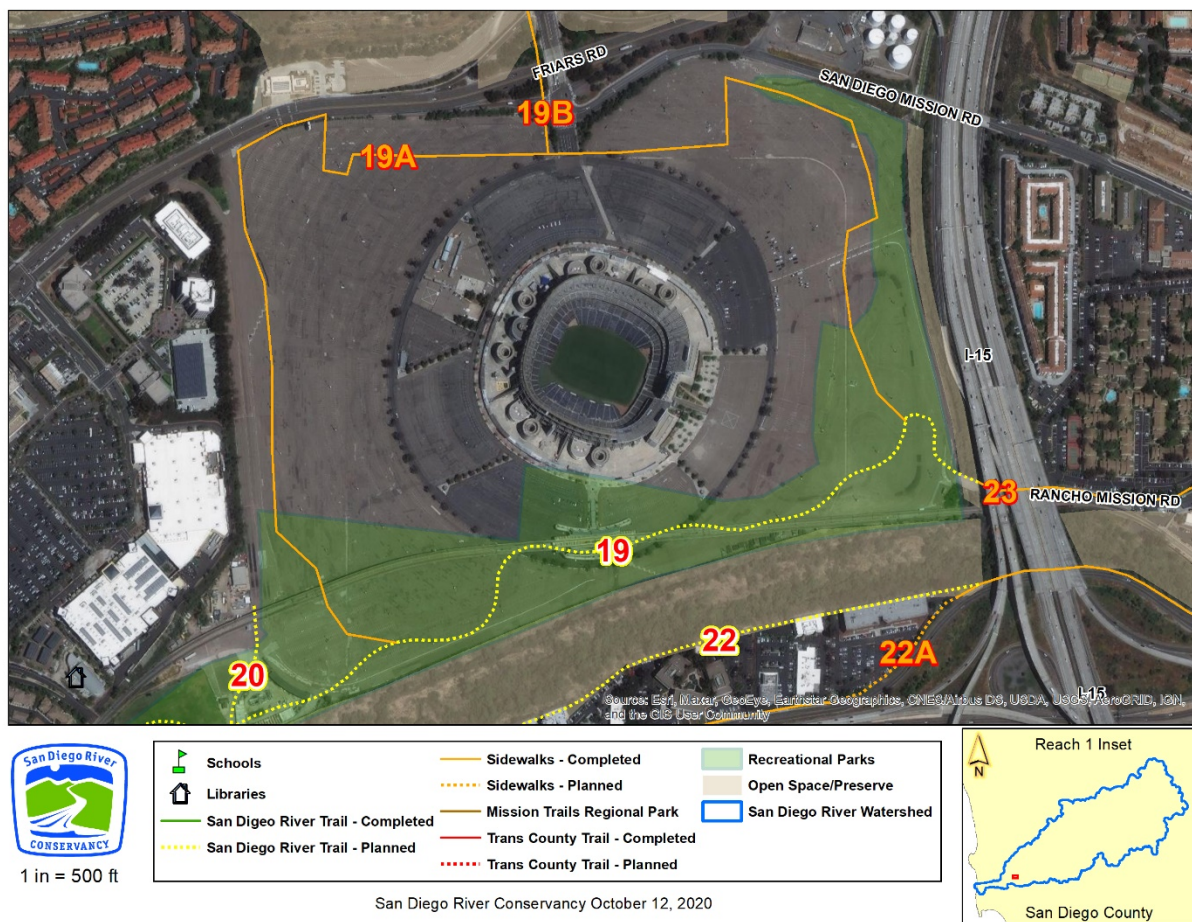 FRIARS RD
SAN DIEGO MISSION RD
19B
19A
I-15
23
RANCHO MISSION RD
19
22
22A
20
I-15
Source: Esri, Maxar, GeoEye, Earthstar Geographics, CNES/Airbus DS, USDA, USGS, AeroGRID, IGN,
and the GIS User Community
San Diego River
CONSERVANCY
1 in = 500 ft
Schools
Libraries
San Digeo River Trail - Completed
San Diego River Trail - Planned
Sidewalks - Completed
Sidewalks - Planned
Mission Trails Regional Park
Trans County Trail - Completed
Trans County Trail - Planned
Recreational Parks
Open Space/Preserve
San Diego River Watershed
Reach 1 Inset
N
San Diego County
San Diego River Conservancy October 12, 2020